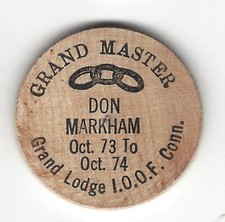 GRAND MASTER
DON
MARKHAM
Oct. 73 To
Oct. 74
Grand Lodge I.O.O.F. Conn.